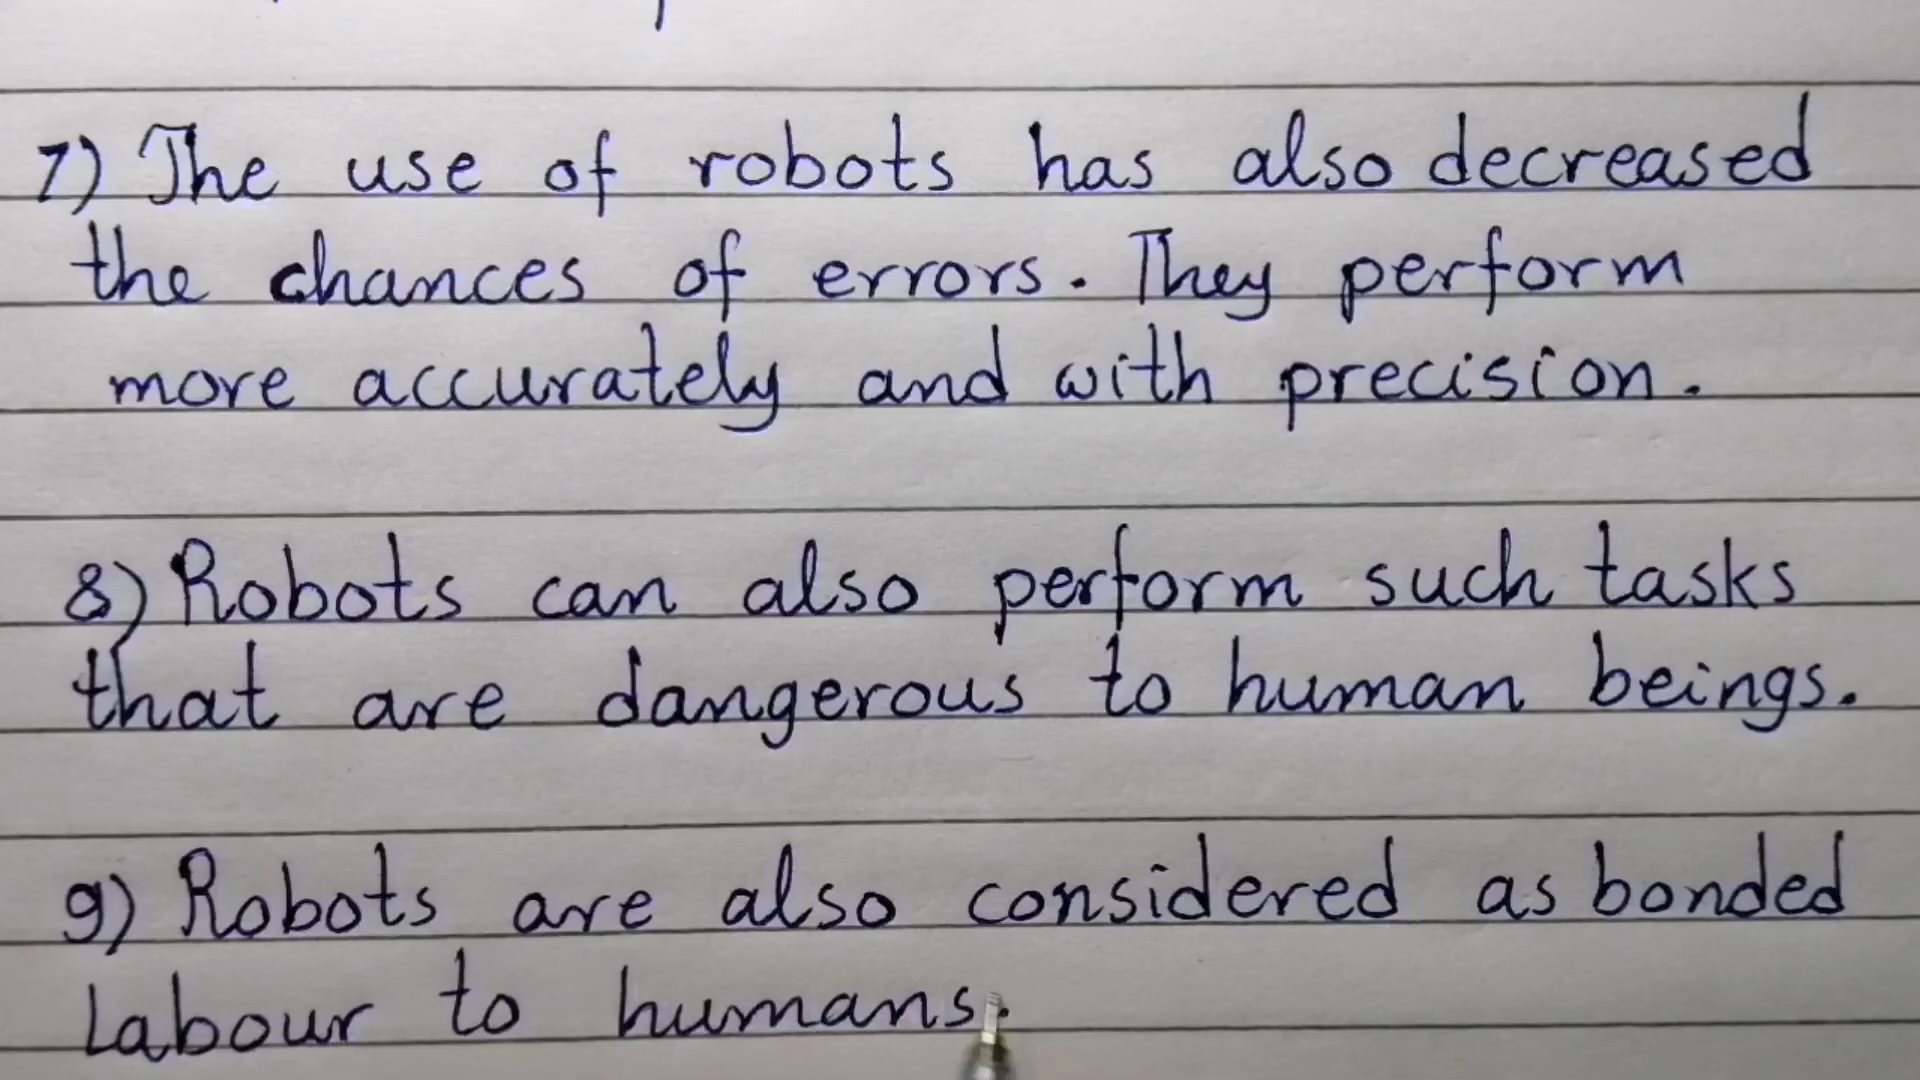 7) The use of robots has also decreased
the chances of errors. They perform
more accurately and with precision.
8) Robots can also perform such tasks
that are dangerous to human beings.
9) Robots are also considered as bonded
Labour to humans.